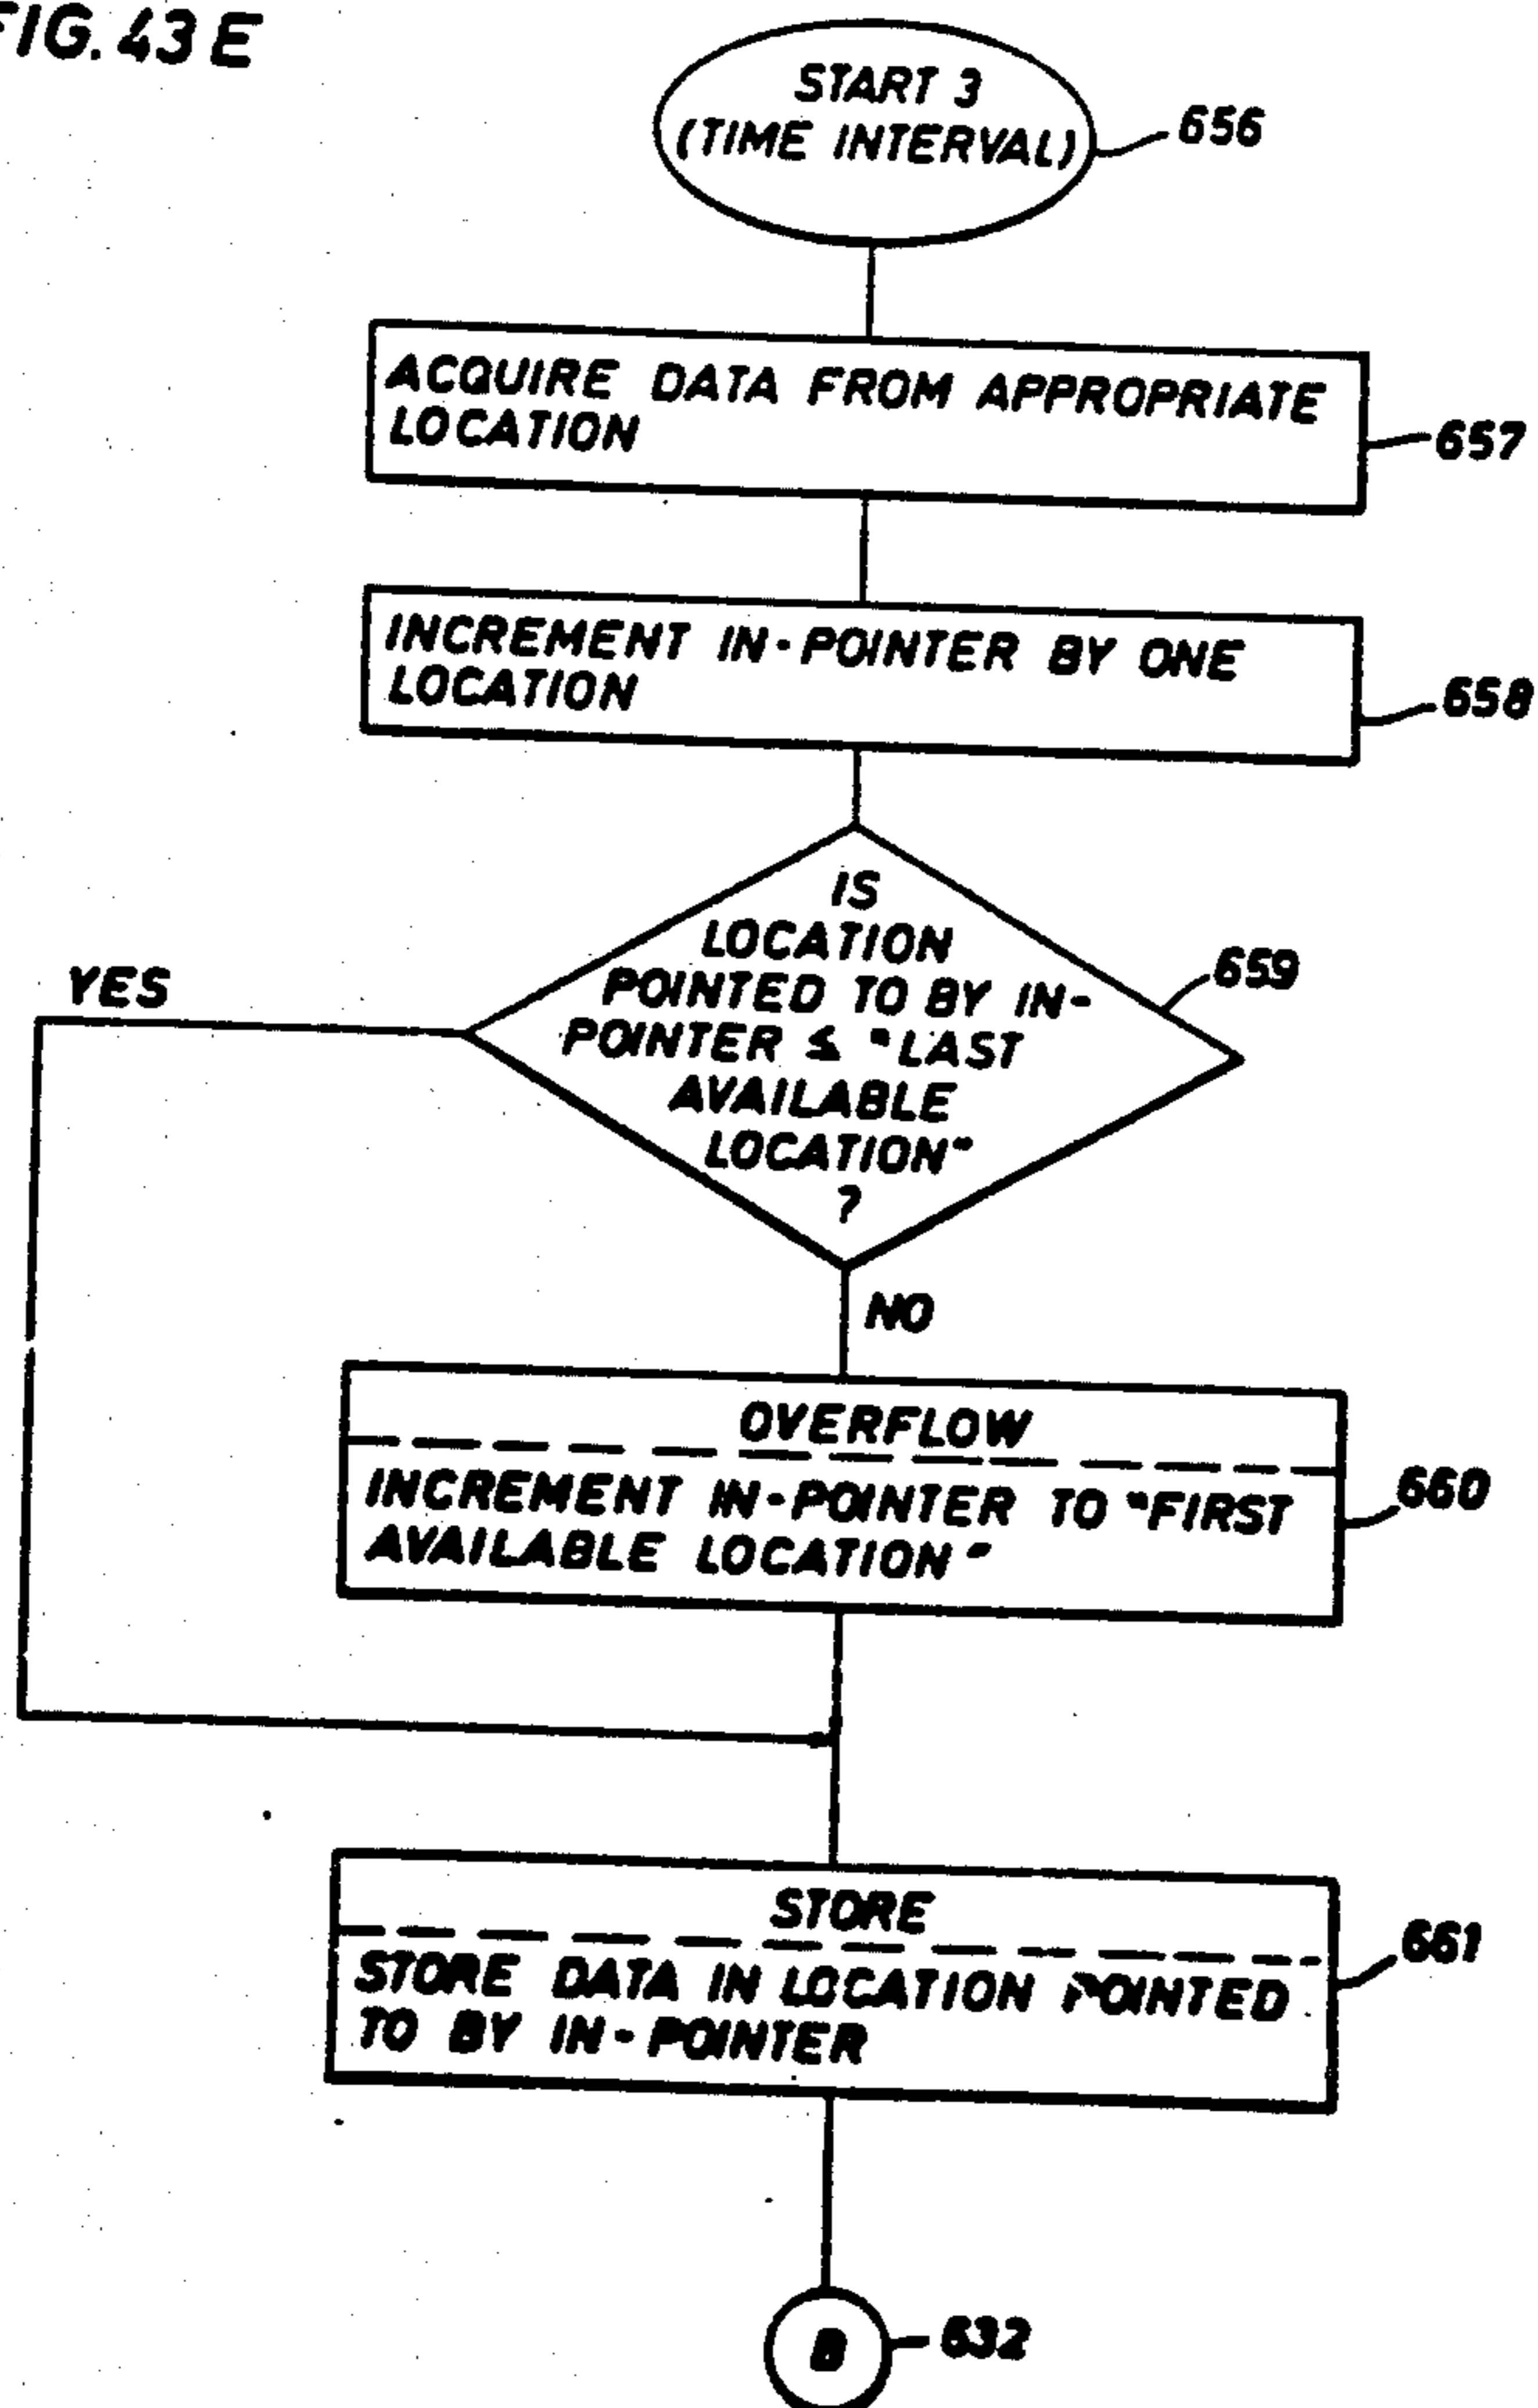 FIG. 43E
START 3
(TIME INTERVAL)
656
ACQUIRE DATA FROM APPROPRIATE
LOCATION
657
INCREMENT IN-POINTER BY ONE
LOCATION
658
IS
LOCATION
POINTED TO BY IN-
POINTER ≤ "LAST
AVAILABLE
LOCATION"
?
659
YES
NO
OVERFLOW
INCREMENT IN-POINTER TO "FIRST
AVAILABLE LOCATION"
660
STORE
STORE DATA IN LOCATION POINTED
TO BY IN-POINTER
661
B
632